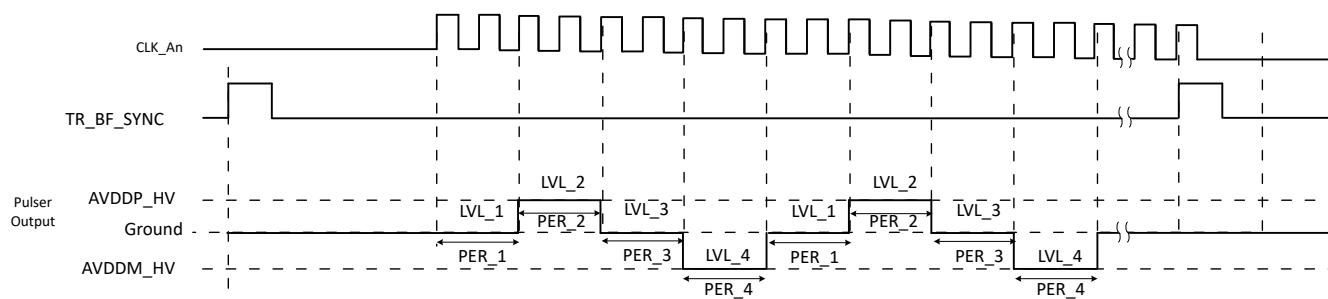 CLK_An
TR_BF_SYNC
Pulser
Output
AVDDP_HV
Ground
AVDDM_HV
LVL_1
PER_1
LVL_2
PER_2
LVL_3
PER_3
LVL_4
PER_4
LVL_1
PER_1
LVL_2
PER_2
LVL_3
PER_3
LVL_4
PER_4